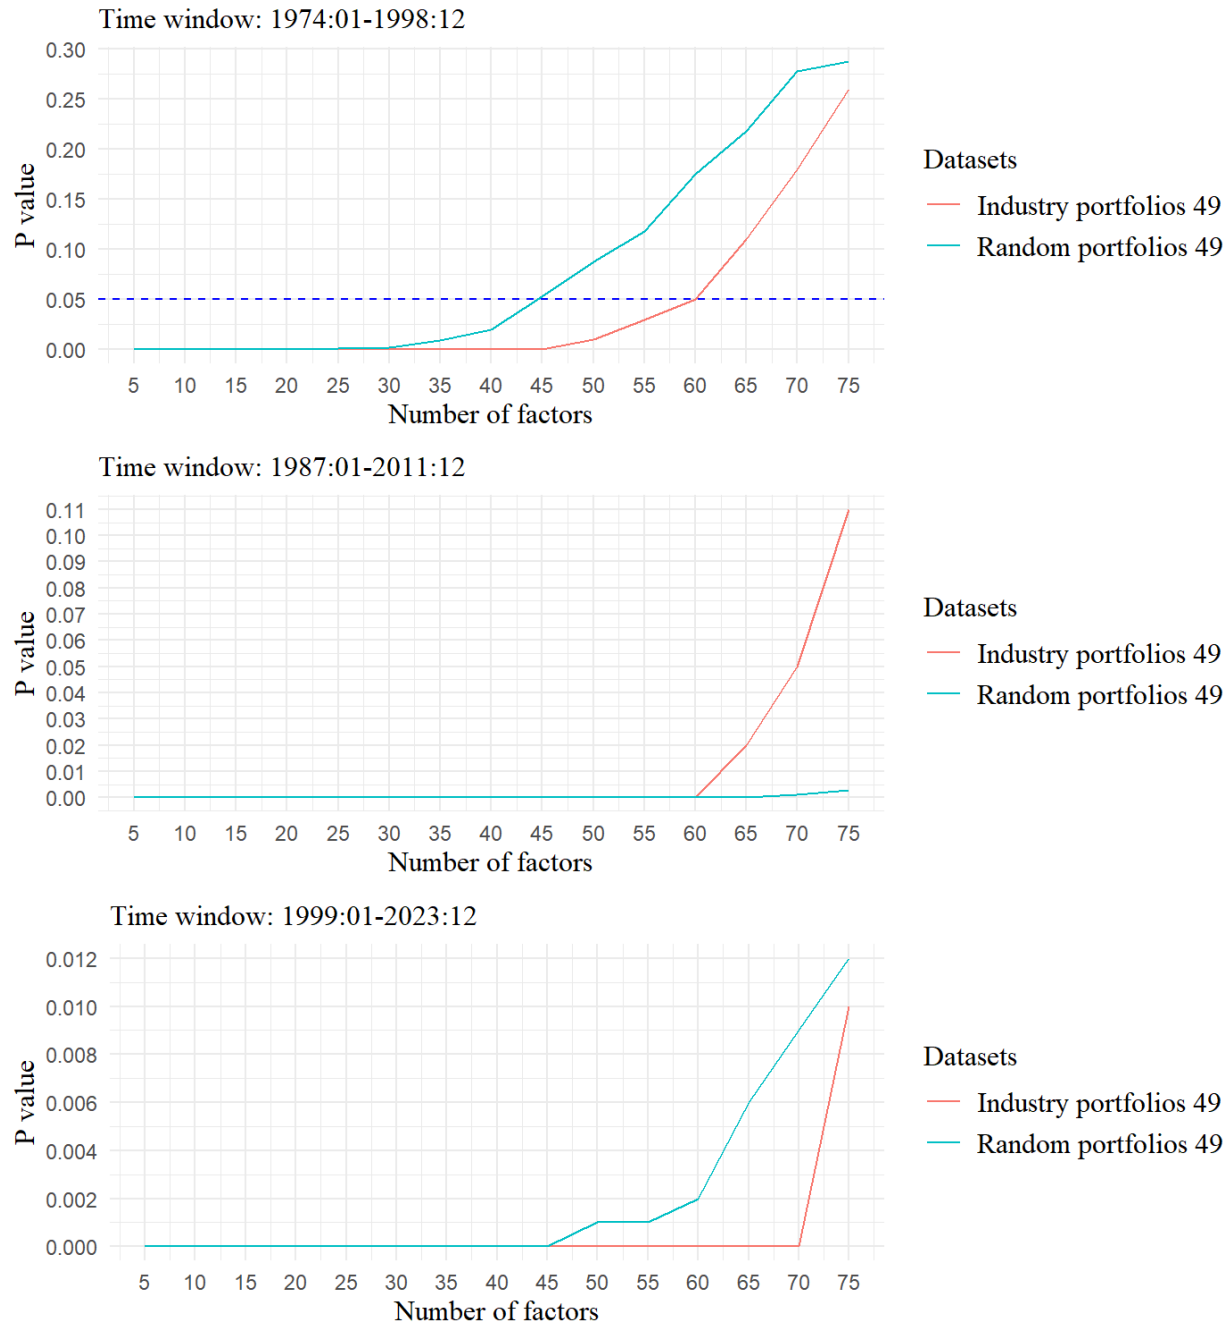 Time window: 1974:01-1998:12
0.30
0.25
0.20
0.15
0.10
0.05
0.00
P value
5 10 15 20 25 30 35 40 45 50 55 60 65 70 75
Number of factors
Datasets
Industry portfolios 49
Random portfolios 49
Time window: 1987:01-2011:12
0.11
0.10
0.09
0.08
0.07
0.06
0.05
0.04
0.03
0.02
0.01
0.00
P value
5 10 15 20 25 30 35 40 45 50 55 60 65 70 75
Number of factors
Datasets
Industry portfolios 49
Random portfolios 49
Time window: 1999:01-2023:12
0.012
0.010
0.008
0.006
0.004
0.002
0.000
P value
5 10 15 20 25 30 35 40 45 50 55 60 65 70 75
Number of factors
Datasets
Industry portfolios 49
Random portfolios 49